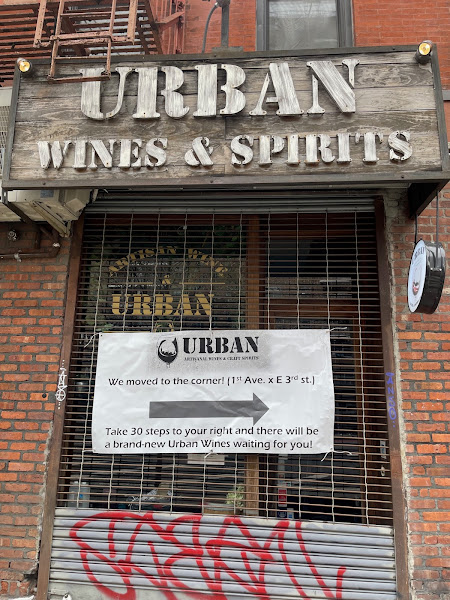 URBAN
WINES & SPIRITS
ARTISAN WINE
&
URBAN
URBAN
ARTISANAL WINES & CRAFT SPIRITS
We moved to the corner! (1st Ave. x E 3rd st.)
Take 30 steps to your right and there will be
a brand-new Urban Wines waiting for you!